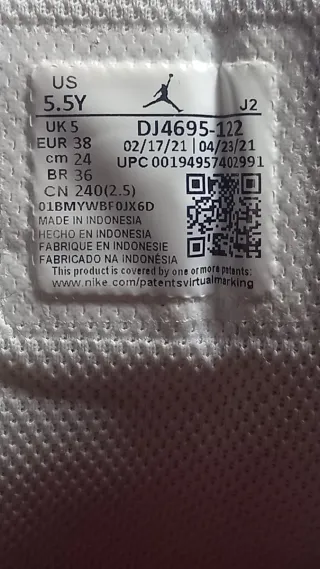 US
5.5Y
J2
UK 5
EUR 38
cm 24
BR 36
CN 240(2.5)
DJ4695-122
02/17/21 | 04/23/21
UPC 00194957402991
01BMYWBF0JX6D
MADE IN INDONESIA
HECHO EN INDONESIA
FABRIQUE EN INDONESIE
FABRICADO NA INDONÉSIA
This product is covered by one or more patents:
www.nike.com/patentsvirtualmarking